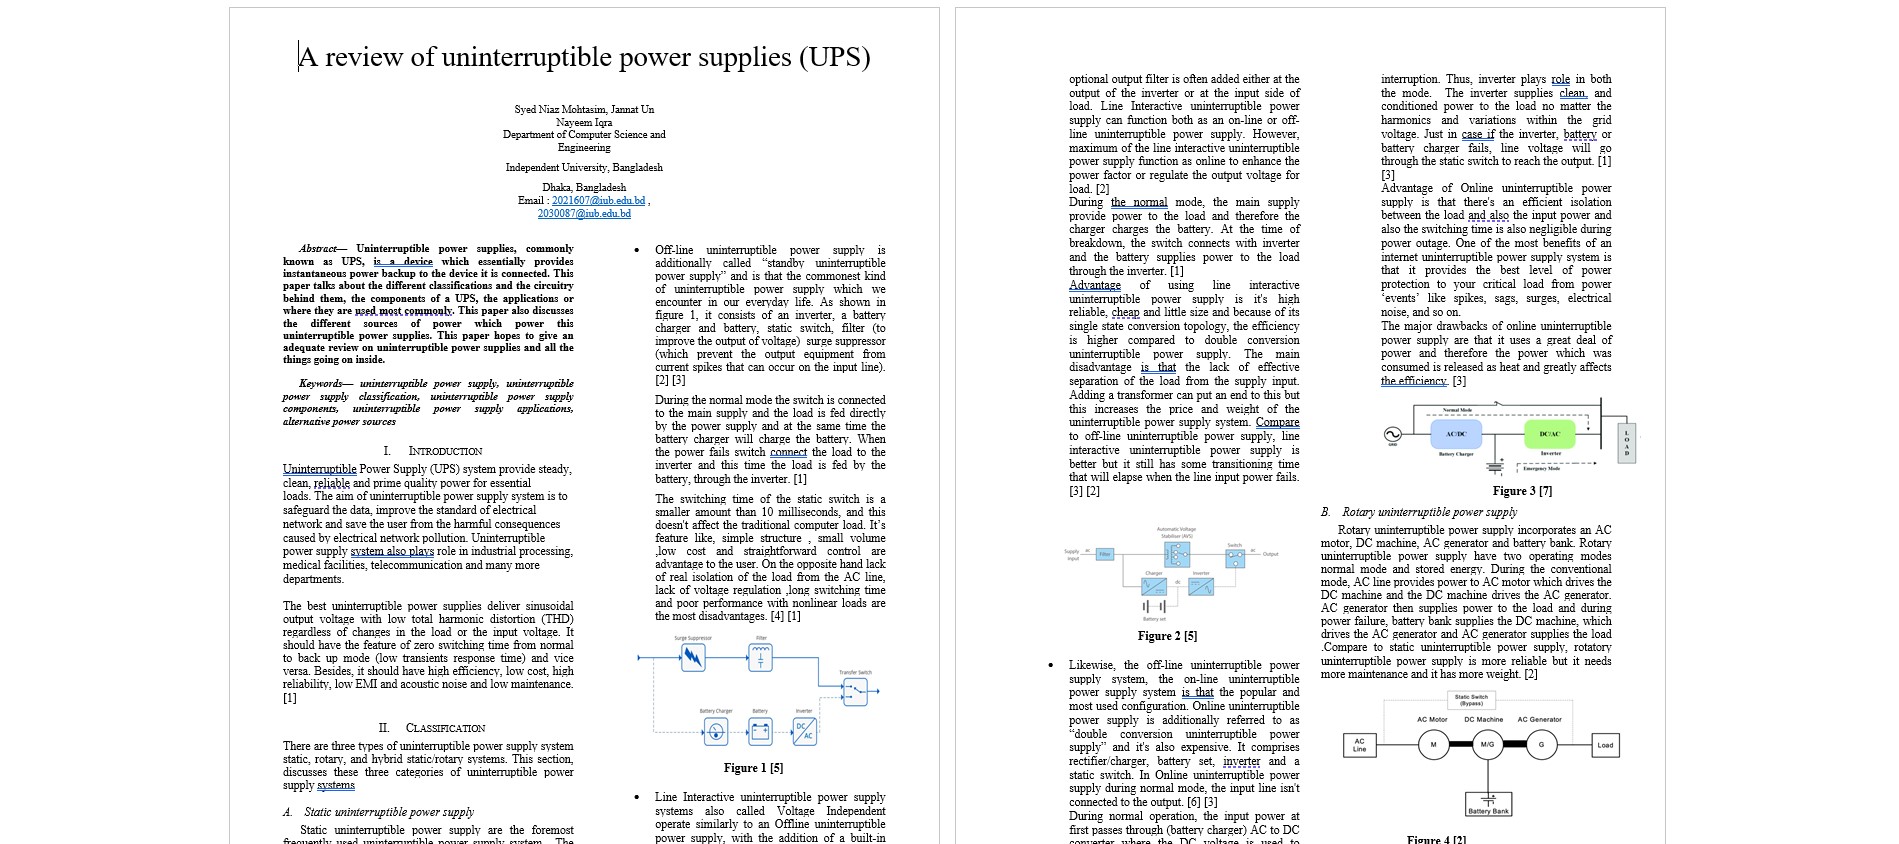 A review of uninterruptible power supplies (UPS)
Syed Niaz Mohtasim, Jannat Un
Nayeem Iqra
Department of Computer Science and
Engineering
Independent University, Bangladesh
Dhaka, Bangladesh
Email : 2021607@iub.edu.bd ,
2030087@iub.edu.bd
Abstract— Uninterruptible power supplies, commonly
known as UPS, is a device which essentially provides
instantaneous power backup to the device it is connected. This
paper talks about the different classifications and the circuitry
behind them, the components of a UPS, the applications or
where they are used most commonly. This paper also discusses
the different sources of power which power this
uninterruptible power supplies. This paper hopes to give an
adequate review on uninterruptible power supplies and all the
things going on inside.
Keywords— uninterruptible power supply, uninterruptible
power supply classification, uninterruptible power supply
components, uninterruptible power supply applications,
alternative power sources
I. INTRODUCTION
Uninterruptible Power Supply (UPS) system provide steady,
clean, reliable and prime quality power for essential
loads. The aim of uninterruptible power supply system is to
safeguard the data, improve the standard of electrical
network and save the user from the harmful consequences
caused by electrical network pollution. Uninterruptible
power supply system also plays role in industrial processing,
medical facilities, telecommunication and many more
departments.
The best uninterruptible power supplies deliver sinusoidal
output voltage with low total harmonic distortion (THD)
regardless of changes in the load or the input voltage. It
should have the feature of zero switching time from normal
to back up mode (low transients response time) and vice
versa. Besides, it should have high efficiency, low cost, high
reliability, low EMI and acoustic noise and low maintenance.
[1]
II. CLASSIFICATION
There are three types of uninterruptible power supply system
static, rotary, and hybrid static/rotary systems. This section,
discusses these three categories of uninterruptible power
supply systems
A. Static uninterruptible power supply
Static uninterruptible power supply are the foremost
frequently used uninterruptible power supply system. The
• Off-line uninterruptible power supply is
additionally called “standby uninterruptible
power supply” and is that the commonest kind
of uninterruptible power supply which we
encounter in our everyday life. As shown in
figure 1, it consists of an inverter, a battery
charger and battery, static switch, filter (to
improve the output of voltage) surge suppressor
(which prevent the output equipment from
current spikes that can occur on the input line).
[2] [3]
During the normal mode the switch is connected
to the main supply and the load is fed directly
by the power supply and at the same time the
battery charger will charge the battery. When
the power fails switch connect the load to the
inverter and this time the load is fed by the
battery, through the inverter. [1]
The switching time of the static switch is a
smaller amount than 10 milliseconds, and this
doesn't affect the traditional computer load. It’s
feature like, simple structure , small volume
,low cost and straightforward control are
advantage to the user. On the opposite hand lack
of real isolation of the load from the AC line,
lack of voltage regulation ,long switching time
and poor performance with nonlinear loads are
the most disadvantages. [4] [1]
Surge Suppressor Filter
Transfer Switch
Battery Charger Battery Inverter
DC
AC
Figure 1 [5]
• Line Interactive uninterruptible power supply
systems also called Voltage Independent
operate similarly to an Offline uninterruptible
power supply, with the addition of a built-in
optional output filter is often added either at the
output of the inverter or at the input side of
load. Line Interactive uninterruptible power
supply can function both as an on-line or off-
line uninterruptible power supply. However,
maximum of the line interactive uninterruptible
power supply function as online to enhance the
power factor or regulate the output voltage for
load. [2]
During the normal mode, the main supply
provide power to the load and therefore the
charger charges the battery. At the time of
breakdown, the switch connects with inverter
and the battery supplies power to the load
through the inverter. [1]
Advantage of using line interactive
uninterruptible power supply is it's high
reliable, cheap and little size and because of its
single state conversion topology, the efficiency
is higher compared to double conversion
uninterruptible power supply. The main
disadvantage is that the lack of effective
separation of the load from the supply input.
Adding a transformer can put an end to this but
this increases the price and weight of the
uninterruptible power supply system. Compare
to off-line uninterruptible power supply, line
interactive uninterruptible power supply is
better but it still has some transitioning time
that will elapse when the line input power fails.
[3] [2]
Automatic Voltage
Stabiliser (AVS)
Supply
Input
ac
Filter
Switch
ac
Output
Charger
dc
Inverter
Battery set
Figure 2 [5]
• Likewise, the off-line uninterruptible power
supply system, the on-line uninterruptible
power supply system is that the popular and
most used configuration. Online uninterruptible
power supply is additionally referred to as
“double conversion uninterruptible power
supply” and it's also expensive. It comprises
rectifier/charger, battery set, inverter and a
static switch. In Online uninterruptible power
supply during normal mode, the input line isn't
connected to the output. [6] [3]
During normal operation, the input power at
first passes through (battery charger) AC to DC
converter where the DC voltage is used to
interruption. Thus, inverter plays role in both
the mode. The inverter supplies clean, and
conditioned power to the load no matter the
harmonics and variations within the grid
voltage. Just in case if the inverter, battery or
battery charger fails, line voltage will go
through the static switch to reach the output. [1]
[3]
Advantage of Online uninterruptible power
supply is that there's an efficient isolation
between the load and also the input power and
also the switching time is also negligible during
power outage. One of the most benefits of an
internet uninterruptible power supply system is
that it provides the best level of power
protection to your critical load from power
‘events’ like spikes, sags, surges, electrical
noise, and so on.
The major drawbacks of online uninterruptible
power supply are that it uses a great deal of
power and therefore the power which was
consumed is released as heat and greatly affects
the efficiency. [3]
Normal Mode
AC/DC
DC/AC
LOAD
Battery Charger
Inverter
Emergency Mode
Figure 3 [7]
B. Rotary uninterruptible power supply
Rotary uninterruptible power supply incorporates an AC
motor, DC machine, AC generator and battery bank. Rotary
uninterruptible power supply have two operating modes
normal mode and stored energy. During the conventional
mode, AC line provides power to AC motor which drives the
DC machine and the DC machine drives the AC generator.
AC generator then supplies power to the load and during
power failure, battery bank supplies the DC machine, which
drives the AC generator and AC generator supplies the load
.Compare to static uninterruptible power supply, rotatory
uninterruptible power supply is more reliable but it needs
more maintenance and it has more weight. [2]
Static Switch
(Bypass)
AC Motor DC Machine AC Generator
AC
Line
M
M/G
G
Load
Battery Bank
Figure 4 [2]